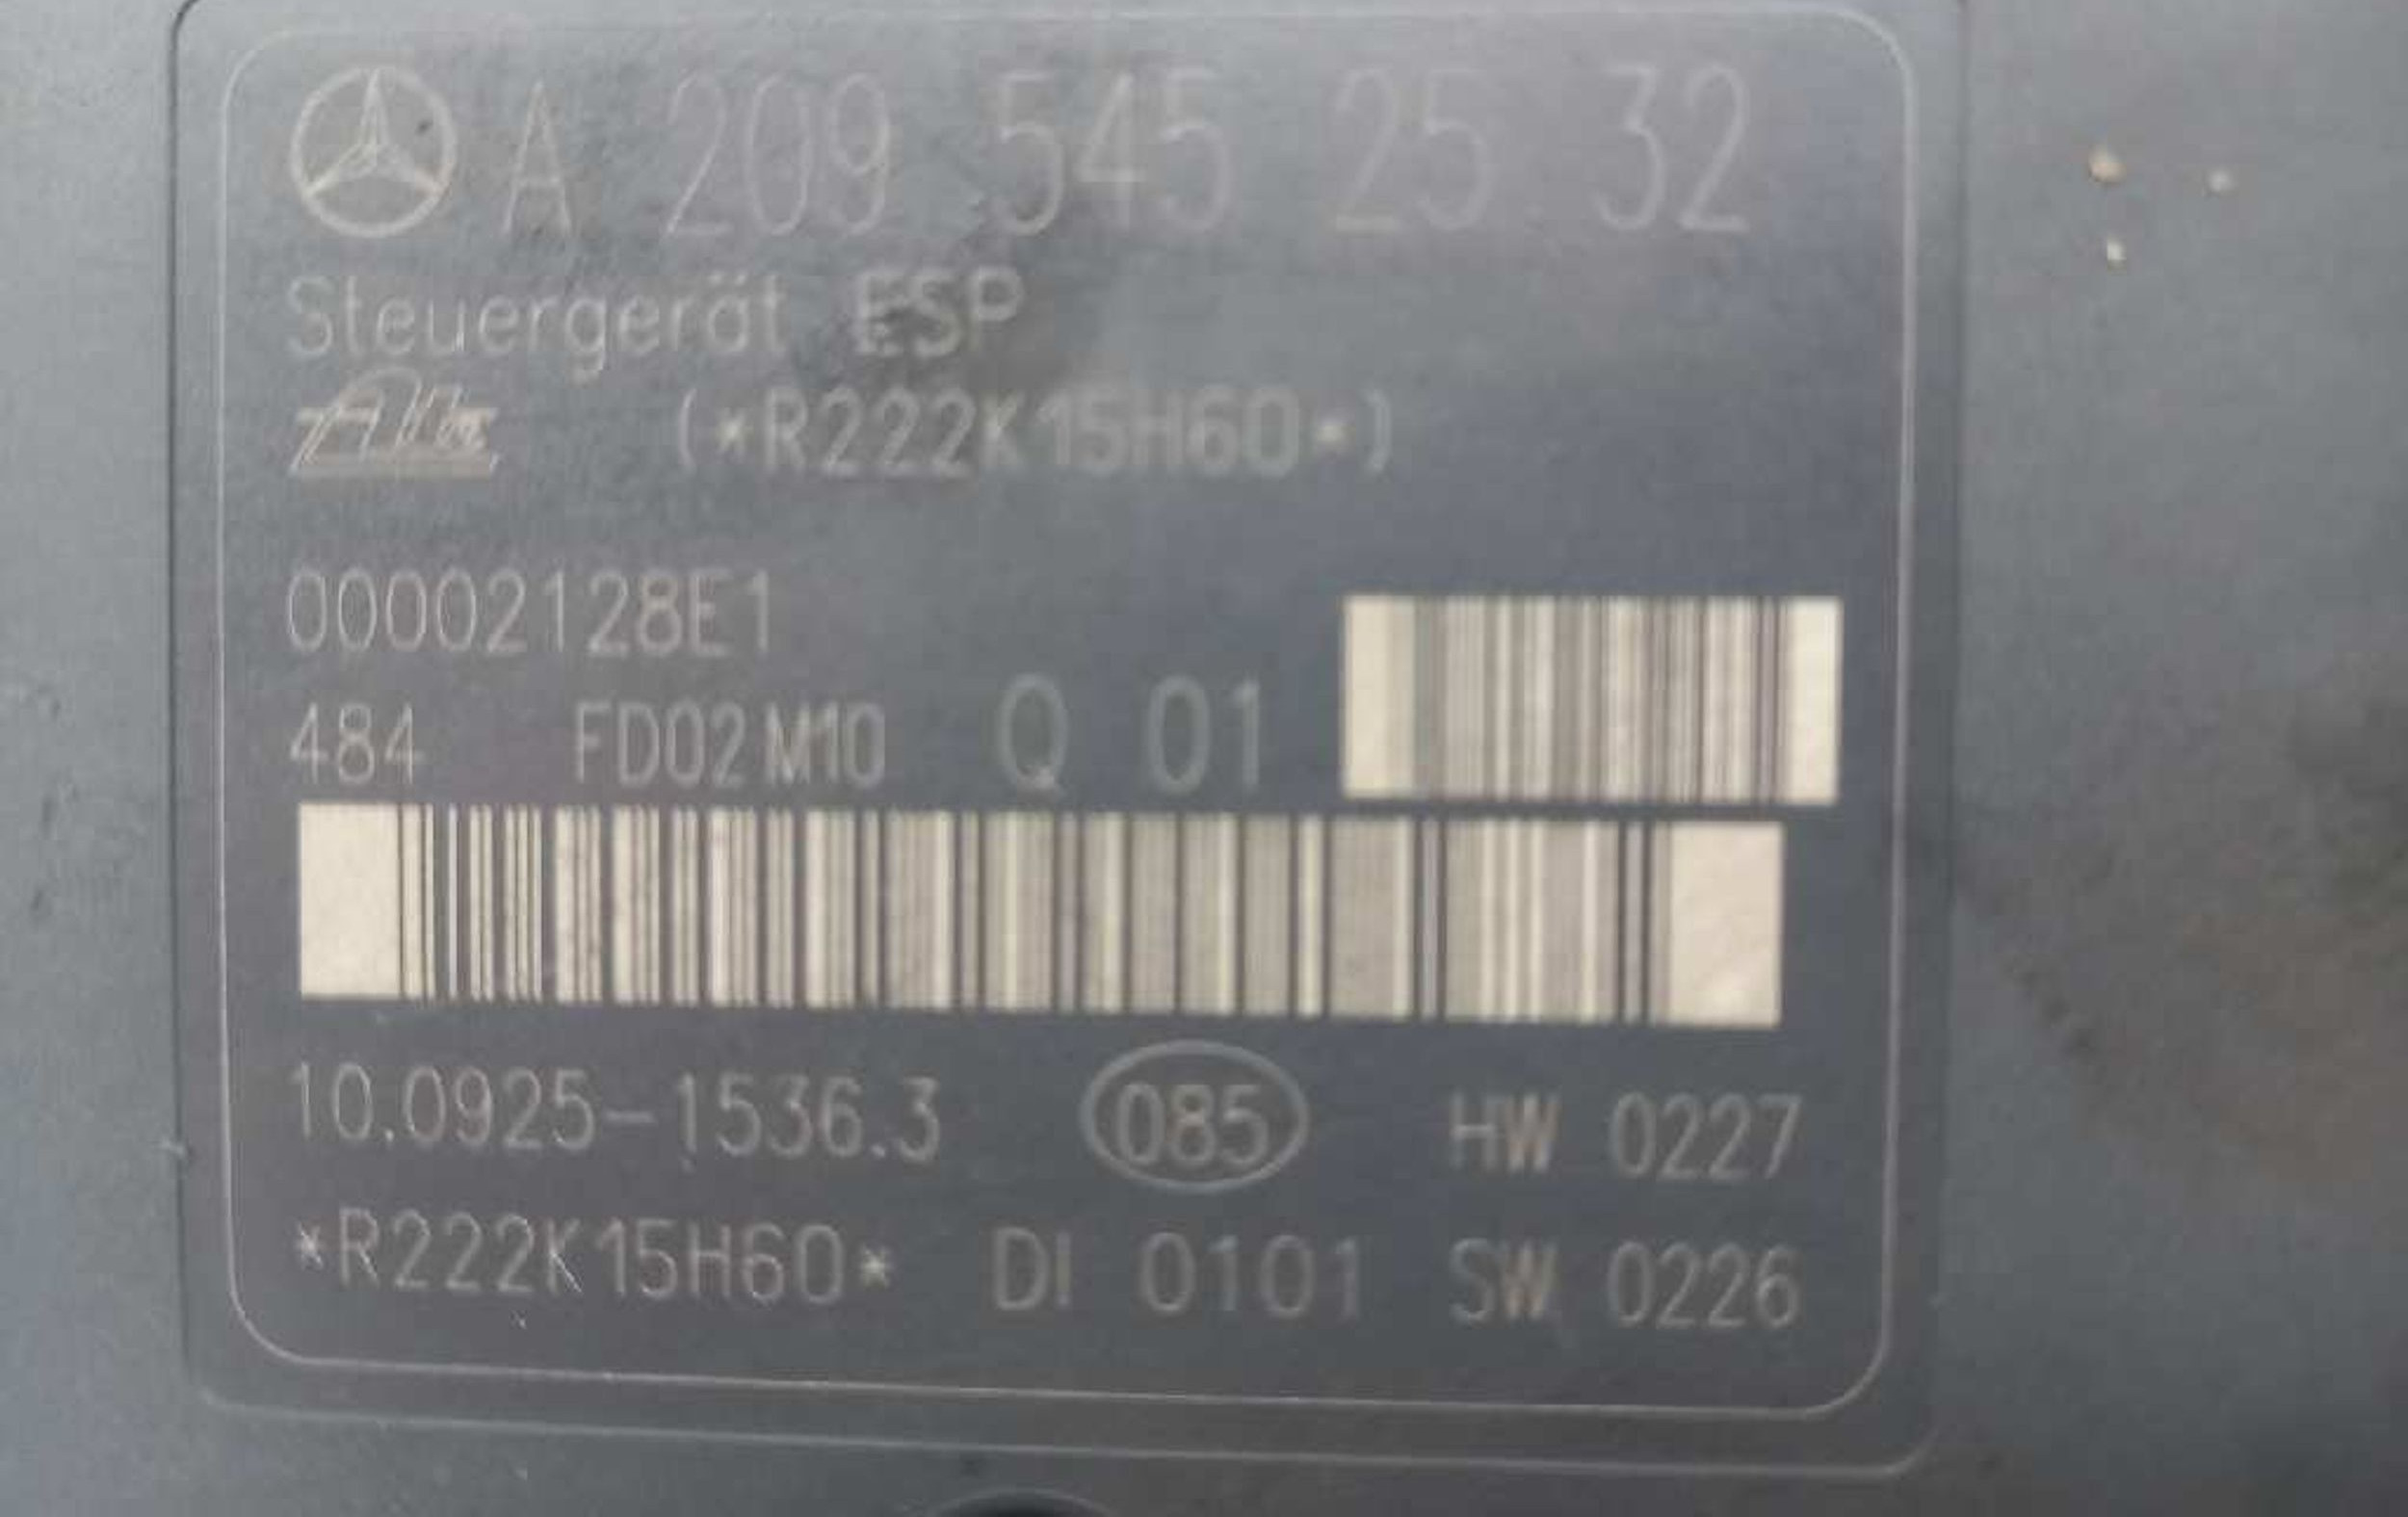 A 209 545 25 32
Steuergerät ESP
Ate (*R222K15H60*)
00002128E1
484 FD02M10 Q 01
10.0925-1536.3 085 HW 0227
*R222K15H60* DI 0101 SW 0226